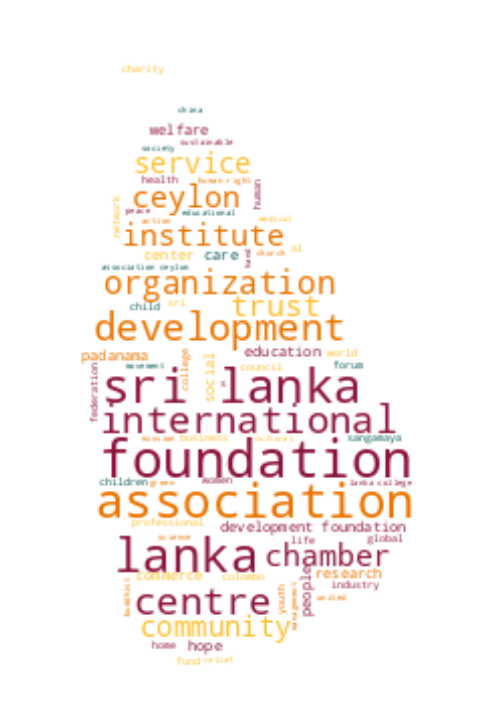 charity
china
welfare
sustainable
society
service
health human right
human
ceylon
network
peace educational
action medical
institute
center care church al
hand
association ceylon
organization
child sri trust
development
padanama education world
movement college social council forum
federation
sri lanka
international
mission business cultural sangamaya
foundation
children green women lanka college
association
professional development foundation
science life global
lanka chamber
commerce colombo people research
buddhist youth management industry
centre united
community
home hope
fund relief